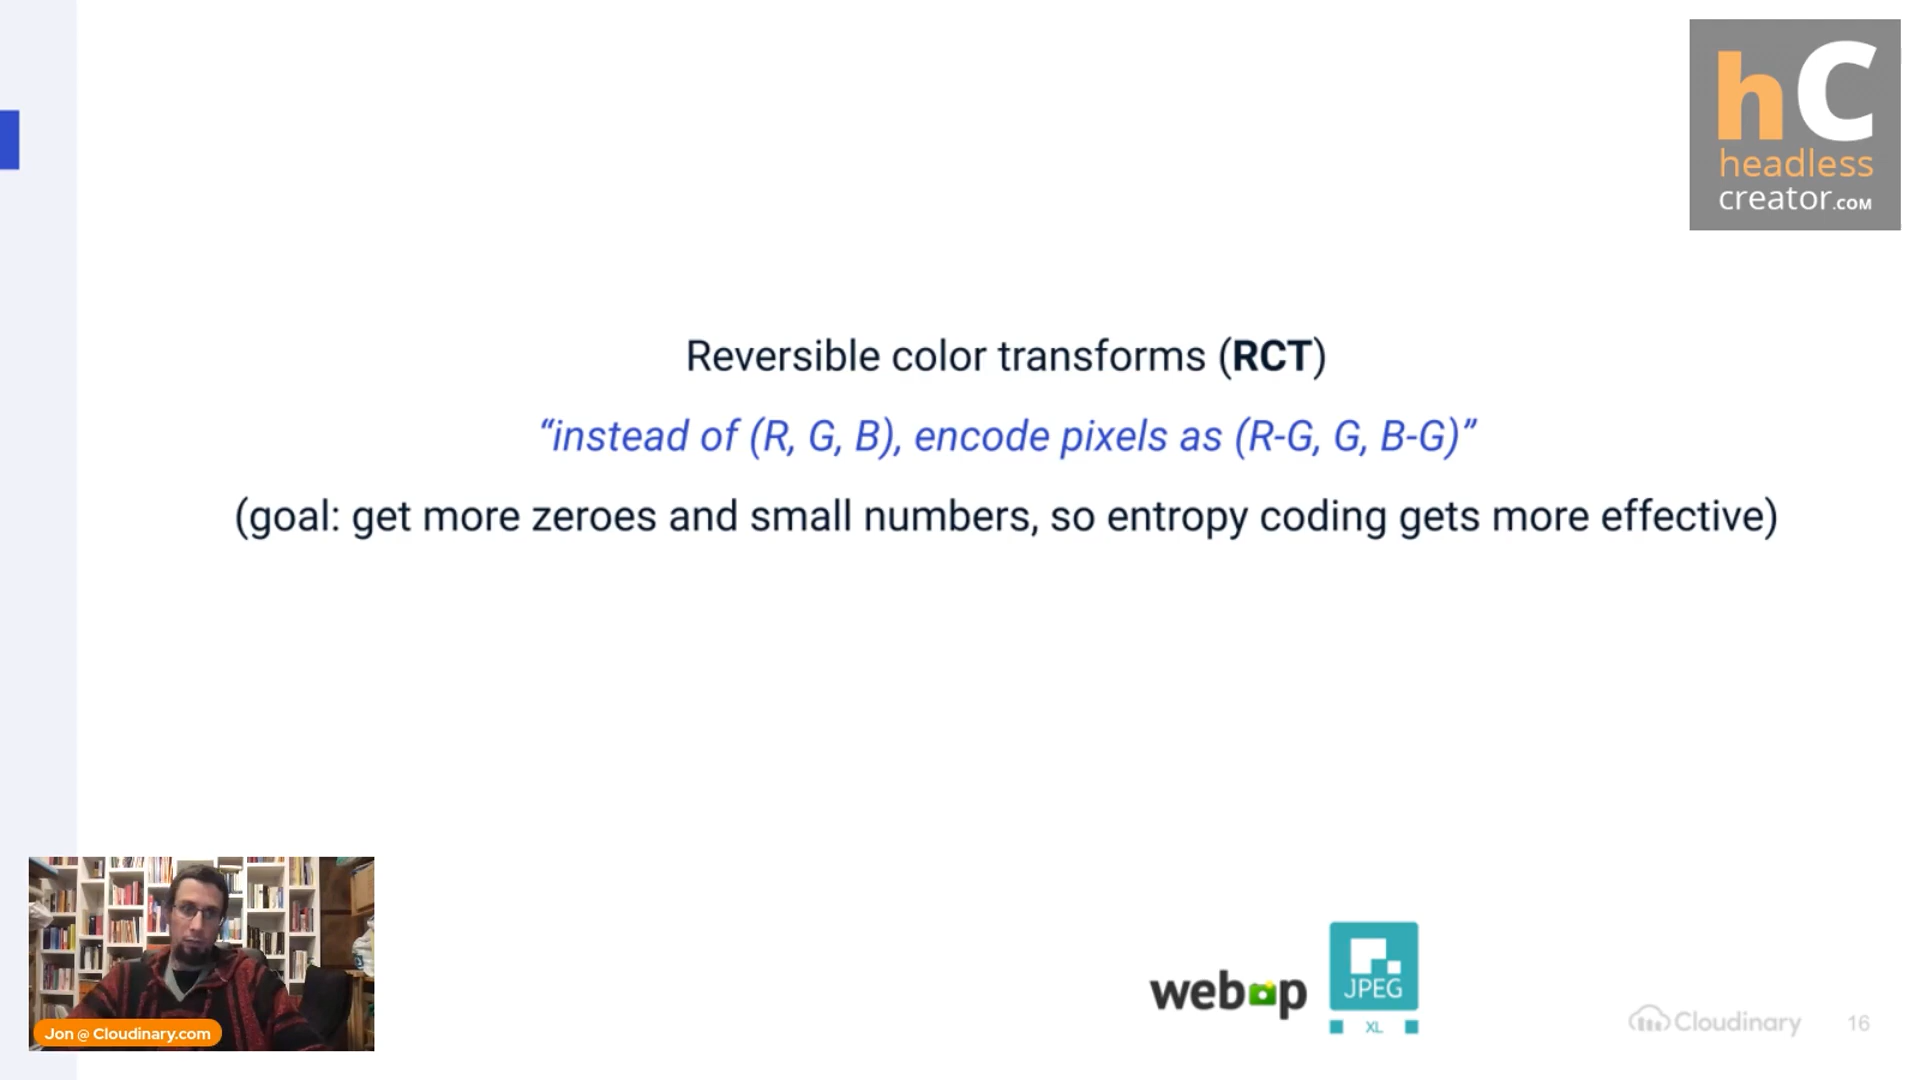 hC
headless
creator.COM
Reversible color transforms (RCT)
“instead of (R, G, B), encode pixels as (R-G, G, B-G)”
(goal: get more zeroes and small numbers, so entropy coding gets more effective)
Jon @ Cloudinary.com
webp
JPEG
XL
Cloudinary
16